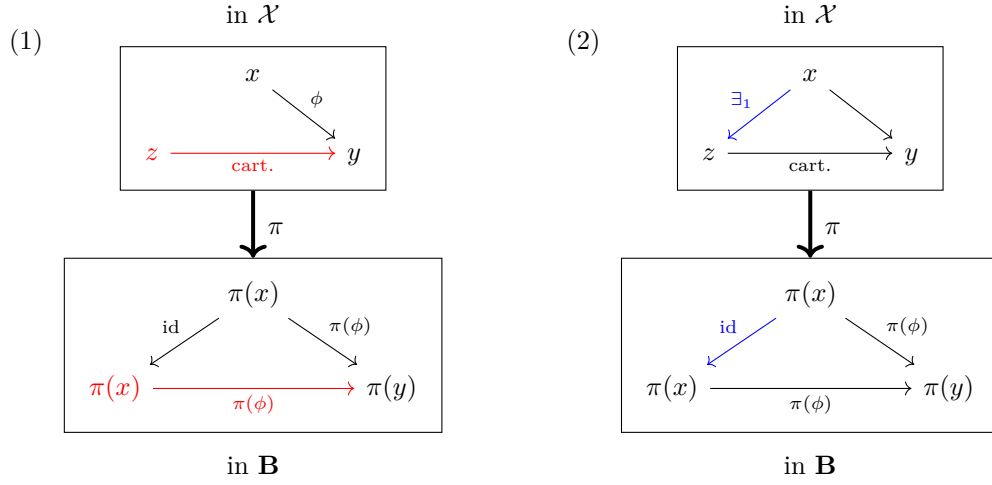 in 𝒳
(1)
x
ϕ
z
cart.
y
π
π(x)
id
π(ϕ)
π(x)
π(ϕ)
π(y)
in 𝐁
in 𝒳
(2)
x
∃₁
z
cart.
y
π
π(x)
id
π(ϕ)
π(x)
π(ϕ)
π(y)
in 𝐁